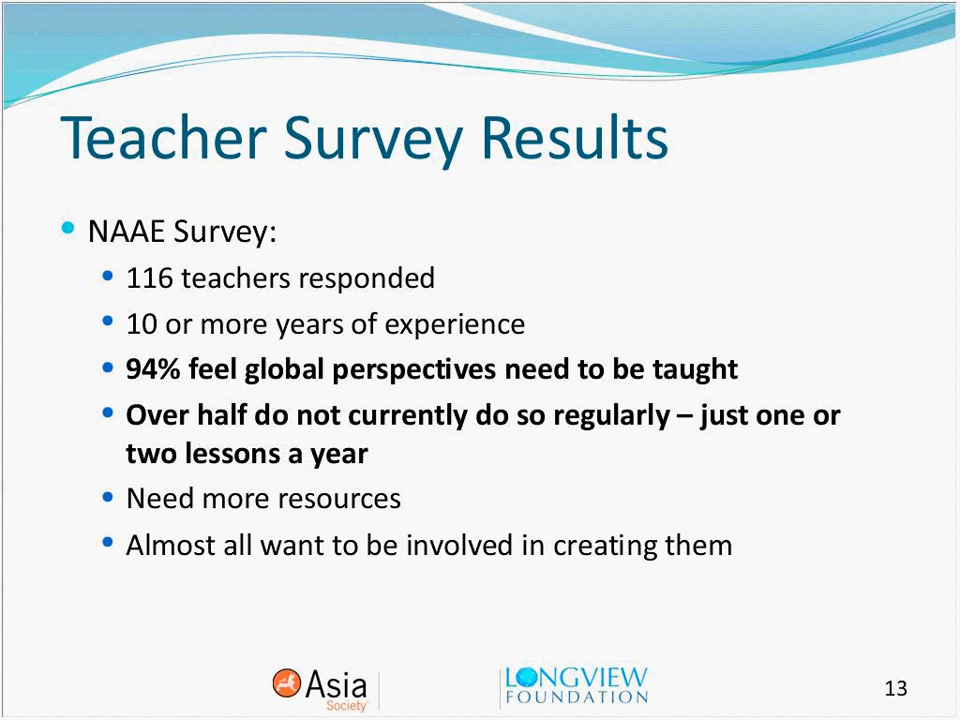 Teacher Survey Results
• NAAE Survey:
• 116 teachers responded
• 10 or more years of experience
• 94% feel global perspectives need to be taught
• Over half do not currently do so regularly – just one or
two lessons a year
• Need more resources
• Almost all want to be involved in creating them
Asia
Society
LONGVIEW
FOUNDATION
13